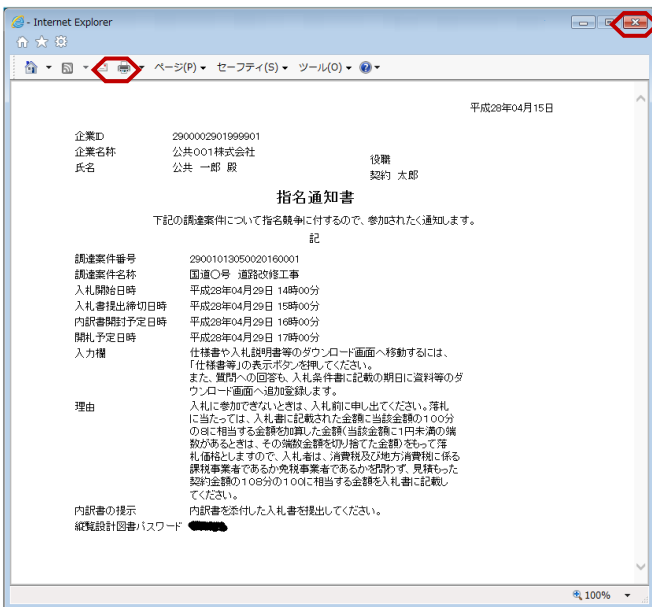 - Internet Explorer
ページ(P) セーフティ(S) ツール(O)
平成28年04月15日
企業ID 2900002901999901
企業名称 公共001株式会社
氏名 公共 一郎 殿
役職
契約 太郎
指名通知書
下記の調達案件について指名競争に付するので、参加されたく通知します。
記
調達案件番号 29001013050020160001
調達案件名称 国道○号 道路改修工事
入札開始日時 平成28年04月29日 14時00分
入札書提出締切日時 平成28年04月29日 15時00分
内訳書開封予定日時 平成28年04月29日 16時00分
開札予定日時 平成28年04月29日 17時00分
入力欄 仕様書や入札説明書等のダウンロード画面へ移動するには、
「仕様書等」の表示ボタンを押してください。
また、質問への回答も、入札条件書に記載の期日に資料等のダ
ウンロード画面へ追加登録します。
理由 入札に参加できないときは、入札前に申し出てください。落札
に当たっては、入札書に記載された金額に当該金額の100分
の8に相当する金額を加算した金額(当該金額に1円未満の端
数があるときは、その端数金額を切り捨てた金額)をもって落
札価格としますので、入札者は、消費税及び地方消費税に係る
課税事業者であるか免税事業者であるかを問わず、見積もった
契約金額の108分の100に相当する金額を入札書に記載し
てください。
内訳書の提示 内訳書を添付した入札書を提出してください。
縦覧設計図書パスワード
100%